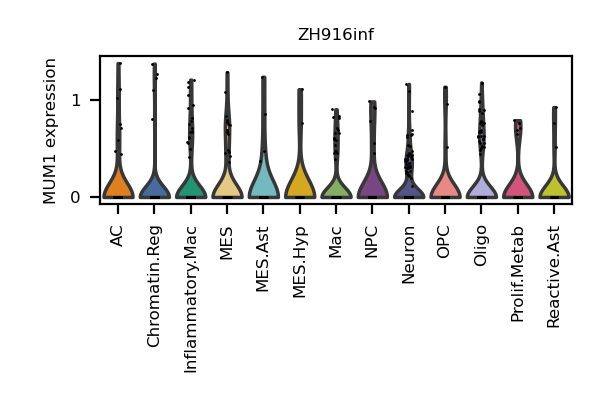 ZH916inf
MUM1 expression
1
0
AC
Chromatin.Reg
Inflammatory.Mac
MES
MES.Ast
MES.Hyp
Mac
NPC
Neuron
OPC
Oligo
Prolif.Metab
Reactive.Ast